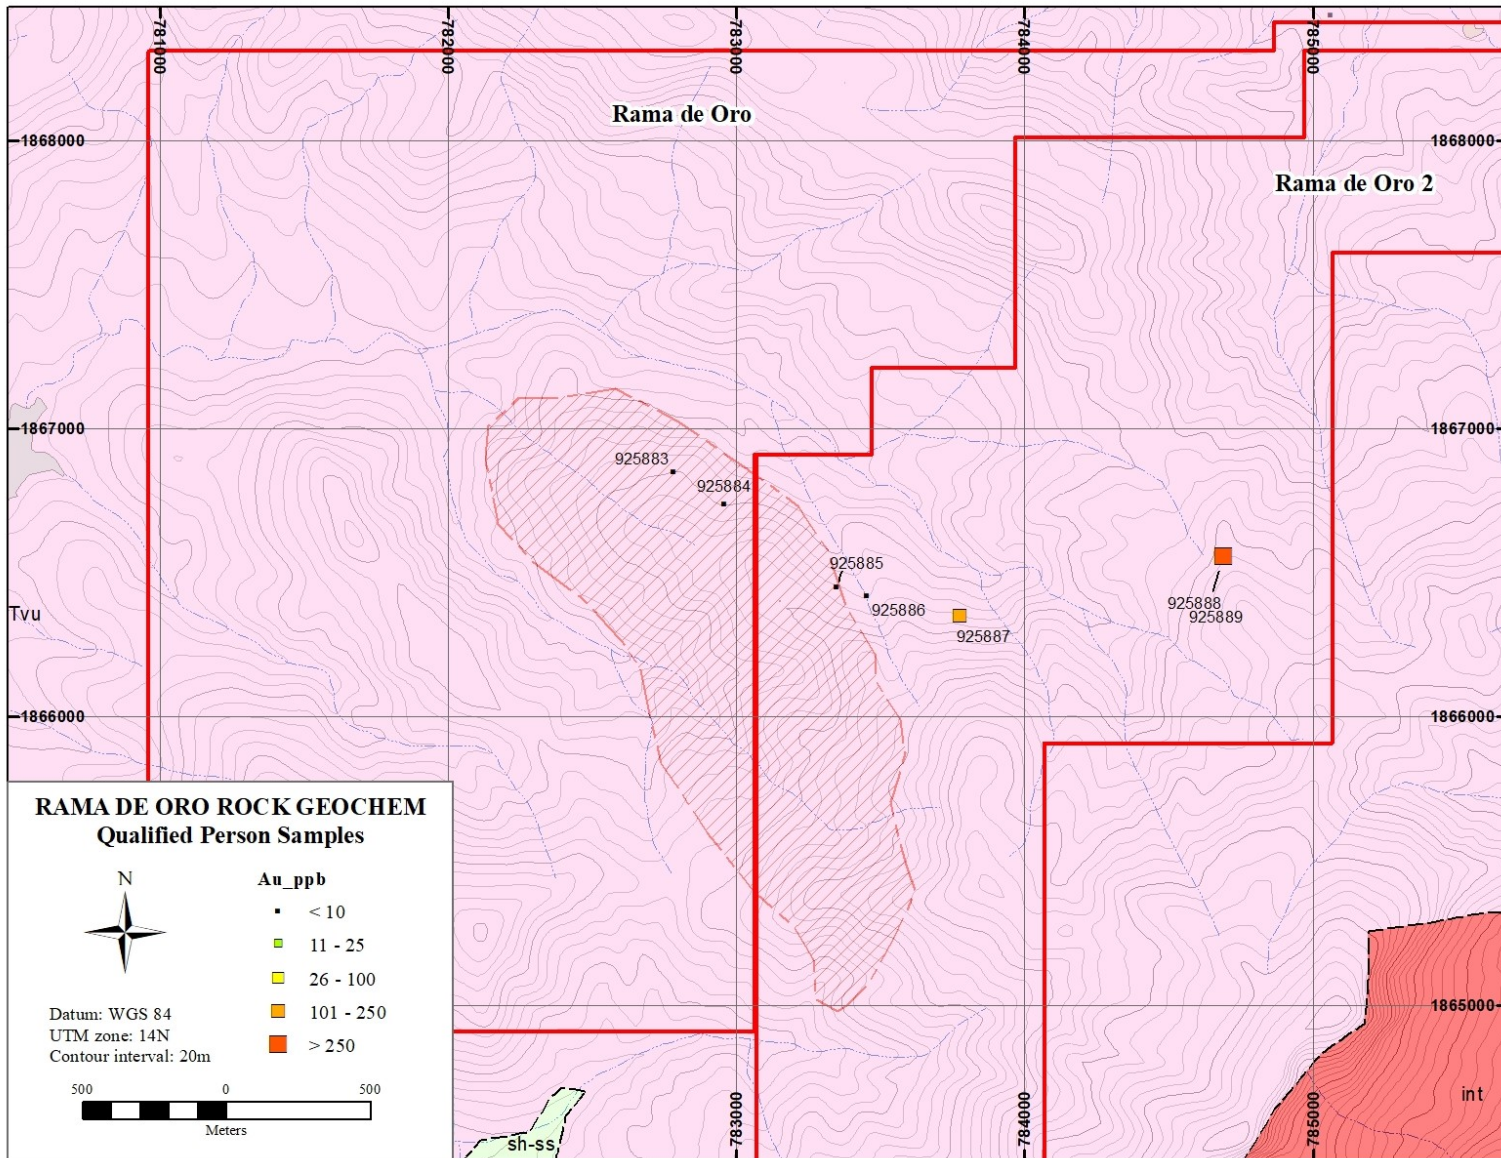 781000
782000
783000
784000
785000
Rama de Oro
1868000
1868000
Rama de Oro 2
1867000
1867000
925883
925884
925885
925886
925887
925888
925889
Tvu
1866000
1866000
RAMA DE ORO ROCK GEOCHEM
Qualified Person Samples
N
Au_ppb
< 10
11 - 25
26 - 100
101 - 250
> 250
Datum: WGS 84
UTM zone: 14N
Contour interval: 20m
500 0 500
Meters
1865000
sh-ss
int
783000
784000
785000